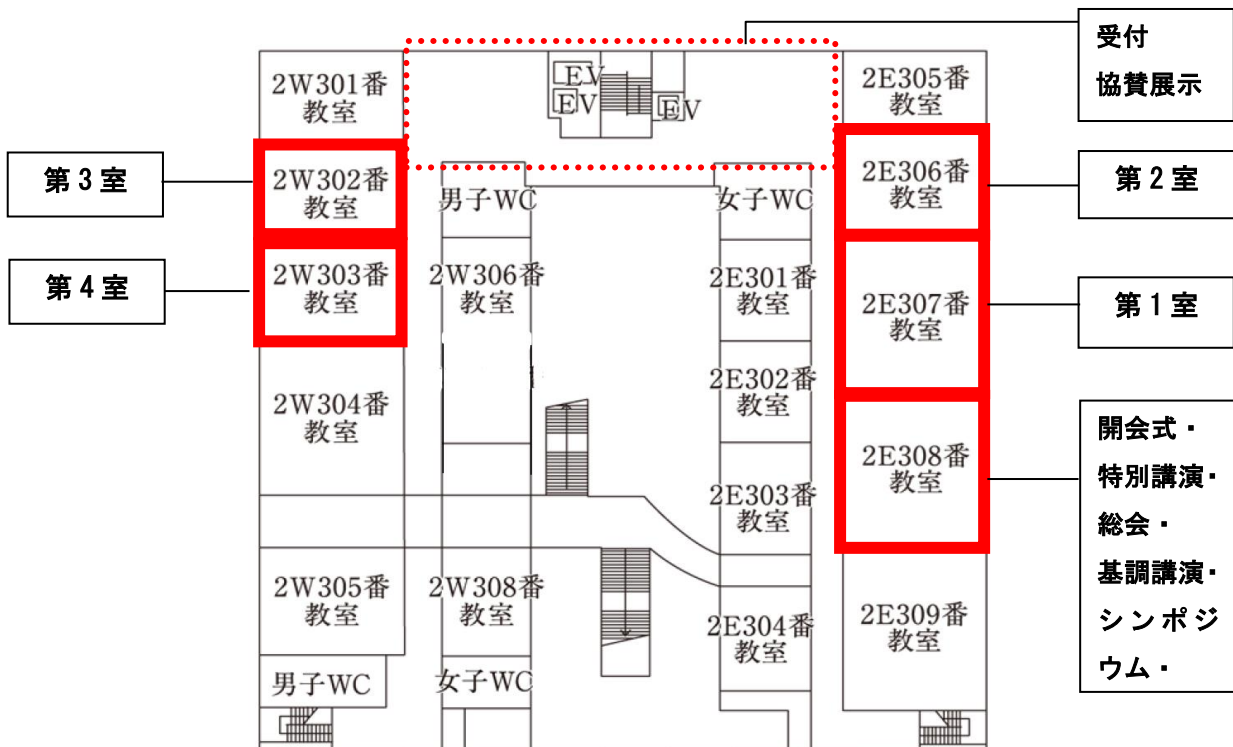 受付
協賛展示
2W301番
教室
EV
EV
EV
2E305番
教室
第3室
2W302番
教室
男子WC
女子WC
2E306番
教室
第2室
第4室
2W303番
教室
2W306番
教室
2E301番
教室
2E307番
教室
第1室
2W304番
教室
2E302番
教室
2E308番
教室
開会式・
特別講演・
総会・
基調講演・
シンポジ
ウム・
2E303番
教室
2W305番
教室
2W308番
教室
2E304番
教室
2E309番
教室
男子WC
女子WC